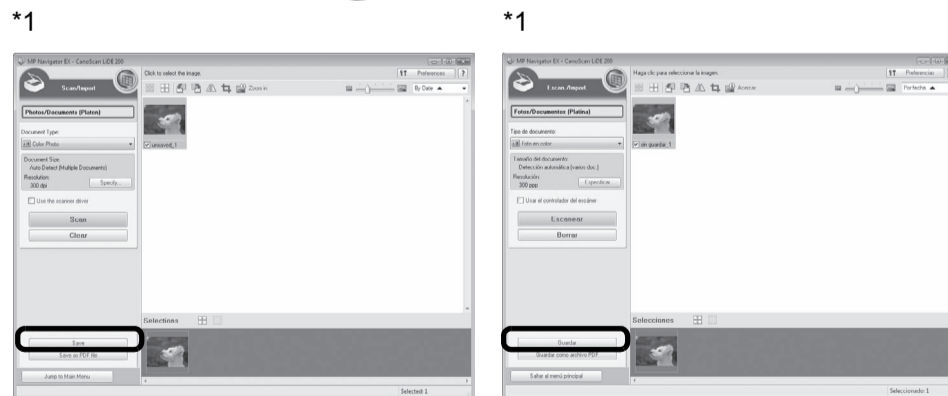 *1
MP Navigator EX - CanoScan LiDE 200
Scan/Import
Click to select the image.
Preferences
?
Zoom in
By Date
Photos/Documents (Platen)
Document Type:
Color Photo
unsaved_1
Document Size:
Auto Detect (Multiple Documents)
Resolution:
300 dpi
Specify...
Use the scanner driver
Scan
Clear
Selections
Save
Save as PDF file
Jump to Main Menu
Selected: 1
*1
MP Navigator EX - CanoScan LiDE 200
Escan./Import.
Haga clic para seleccionar la imagen.
Preferencias
Acercar
Por fecha
Fotos/Documentos (Platina)
Tipo de documento:
Foto en color
sin guardar_1
Tamaño del documento:
Detección automática (varios doc.)
Resolución:
300 ppp
Especificar...
Usar el controlador del escáner
Escanear
Borrar
Selecciones
Guardar
Guardar como archivo PDF
Saltar al menú principal
Seleccionado: 1